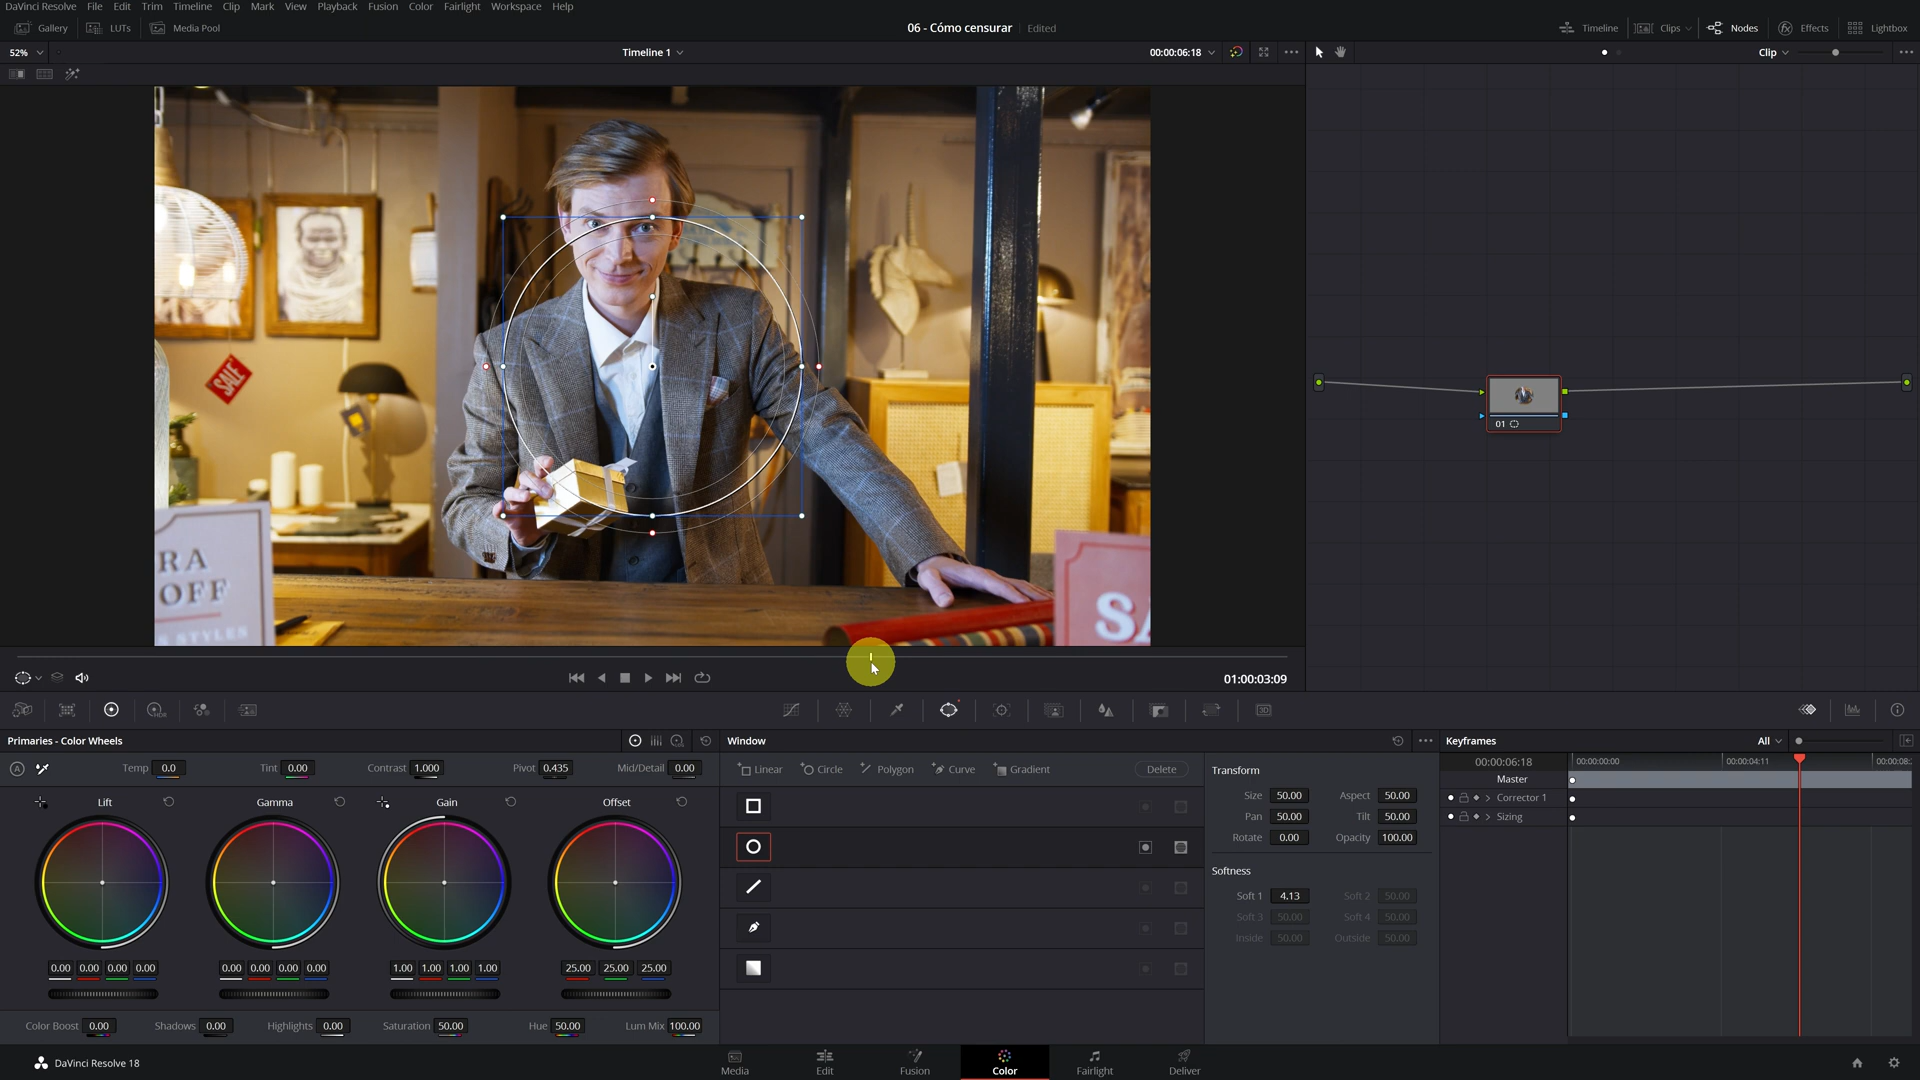 DaVinci Resolve File Edit Trim Timeline Clip Mark View Playback Fusion Color Fairlight Workspace Help
Gallery LUTs Media Pool 06 - Cómo censurar Edited Timeline Clips Nodes Effects Lightbox
52% Timeline 1 00:00:06:18 Clip
SALE
RA
OFF
& STYLES
SA
01
01:00:03:09
HDR
3D
Primaries - Color Wheels Window Keyframes All
A Temp 0.0 Tint 0.00 Contrast 1.000 Pivot 0.435 Mid/Detail 0.00
Linear Circle Polygon Curve Gradient Delete
Lift Gamma Gain Offset
0.00 0.00 0.00 0.00 0.00 0.00 0.00 0.00 1.00 1.00 1.00 1.00 25.00 25.00 25.00
Color Boost 0.00 Shadows 0.00 Highlights 0.00 Saturation 50.00 Hue 50.00 Lum Mix 100.00
Transform
Size 50.00 Aspect 50.00
Pan 50.00 Tilt 50.00
Rotate 0.00 Opacity 100.00
Softness
Soft 1 4.13 Soft 2 50.00
Soft 3 50.00 Soft 4 50.00
Inside 50.00 Outside 50.00
00:00:06:18 00:00:00:00 00:00:04:11 00:00:08:
Master
Corrector 1
Sizing
DaVinci Resolve 18 Media Edit Fusion Color Fairlight Deliver